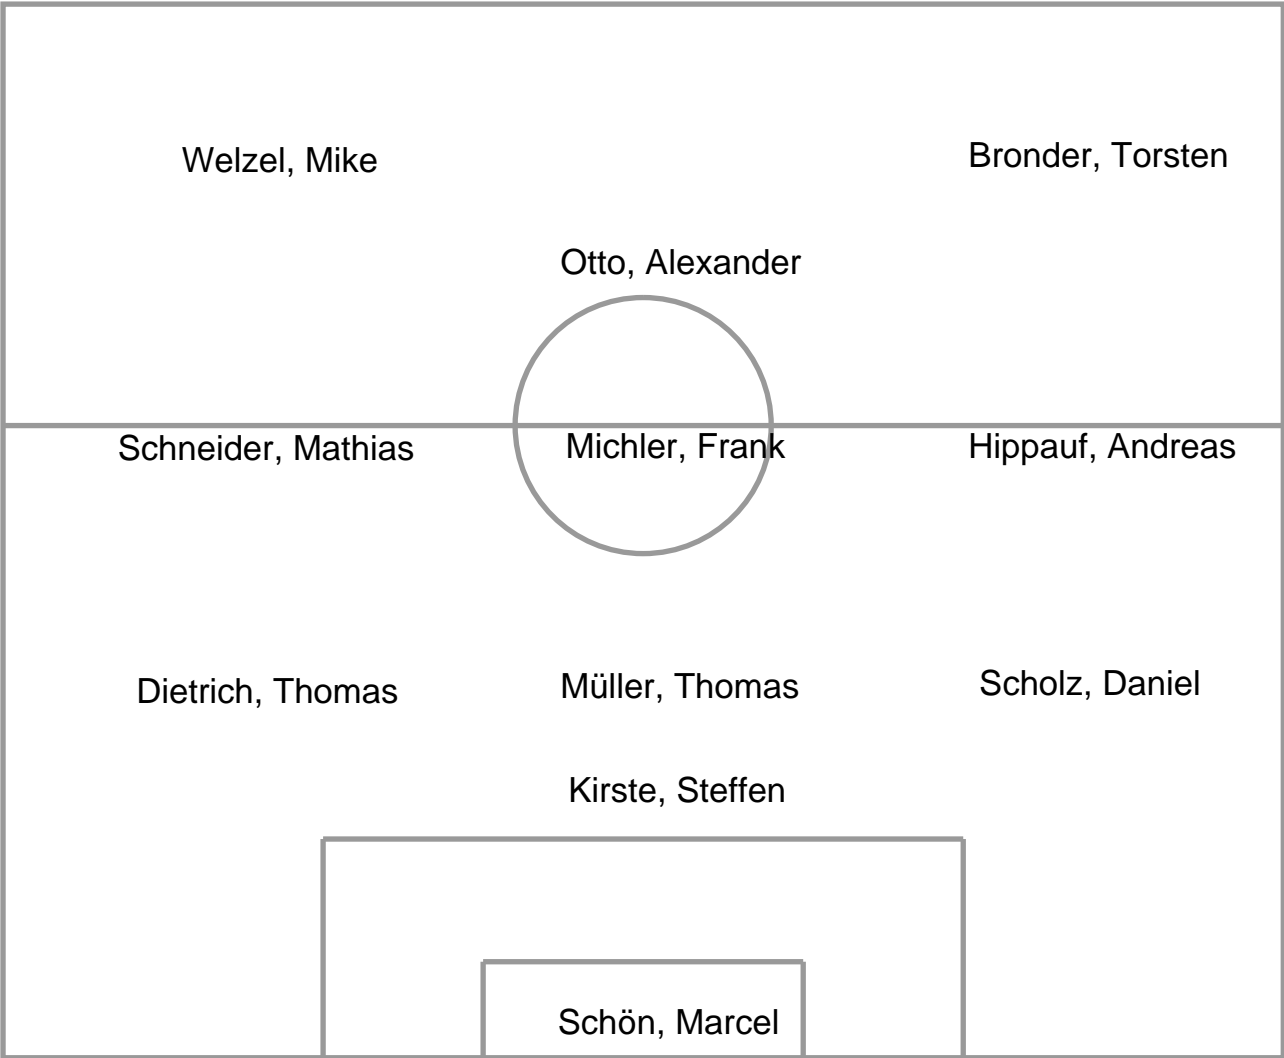 Welzel, Mike
Bronder, Torsten
Otto, Alexander
Schneider, Mathias
Michler, Frank
Hippauf, Andreas
Dietrich, Thomas
Müller, Thomas
Scholz, Daniel
Kirste, Steffen
Schön, Marcel